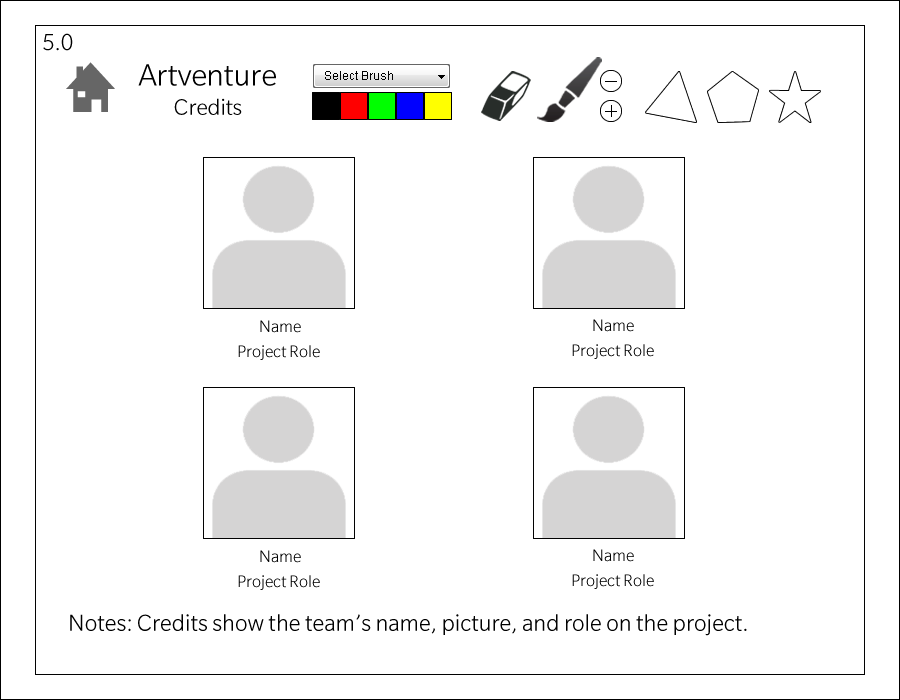 5.0
Artventure
Credits
Select Brush
Name
Project Role
Name
Project Role
Name
Project Role
Name
Project Role
Notes: Credits show the team’s name, picture, and role on the project.